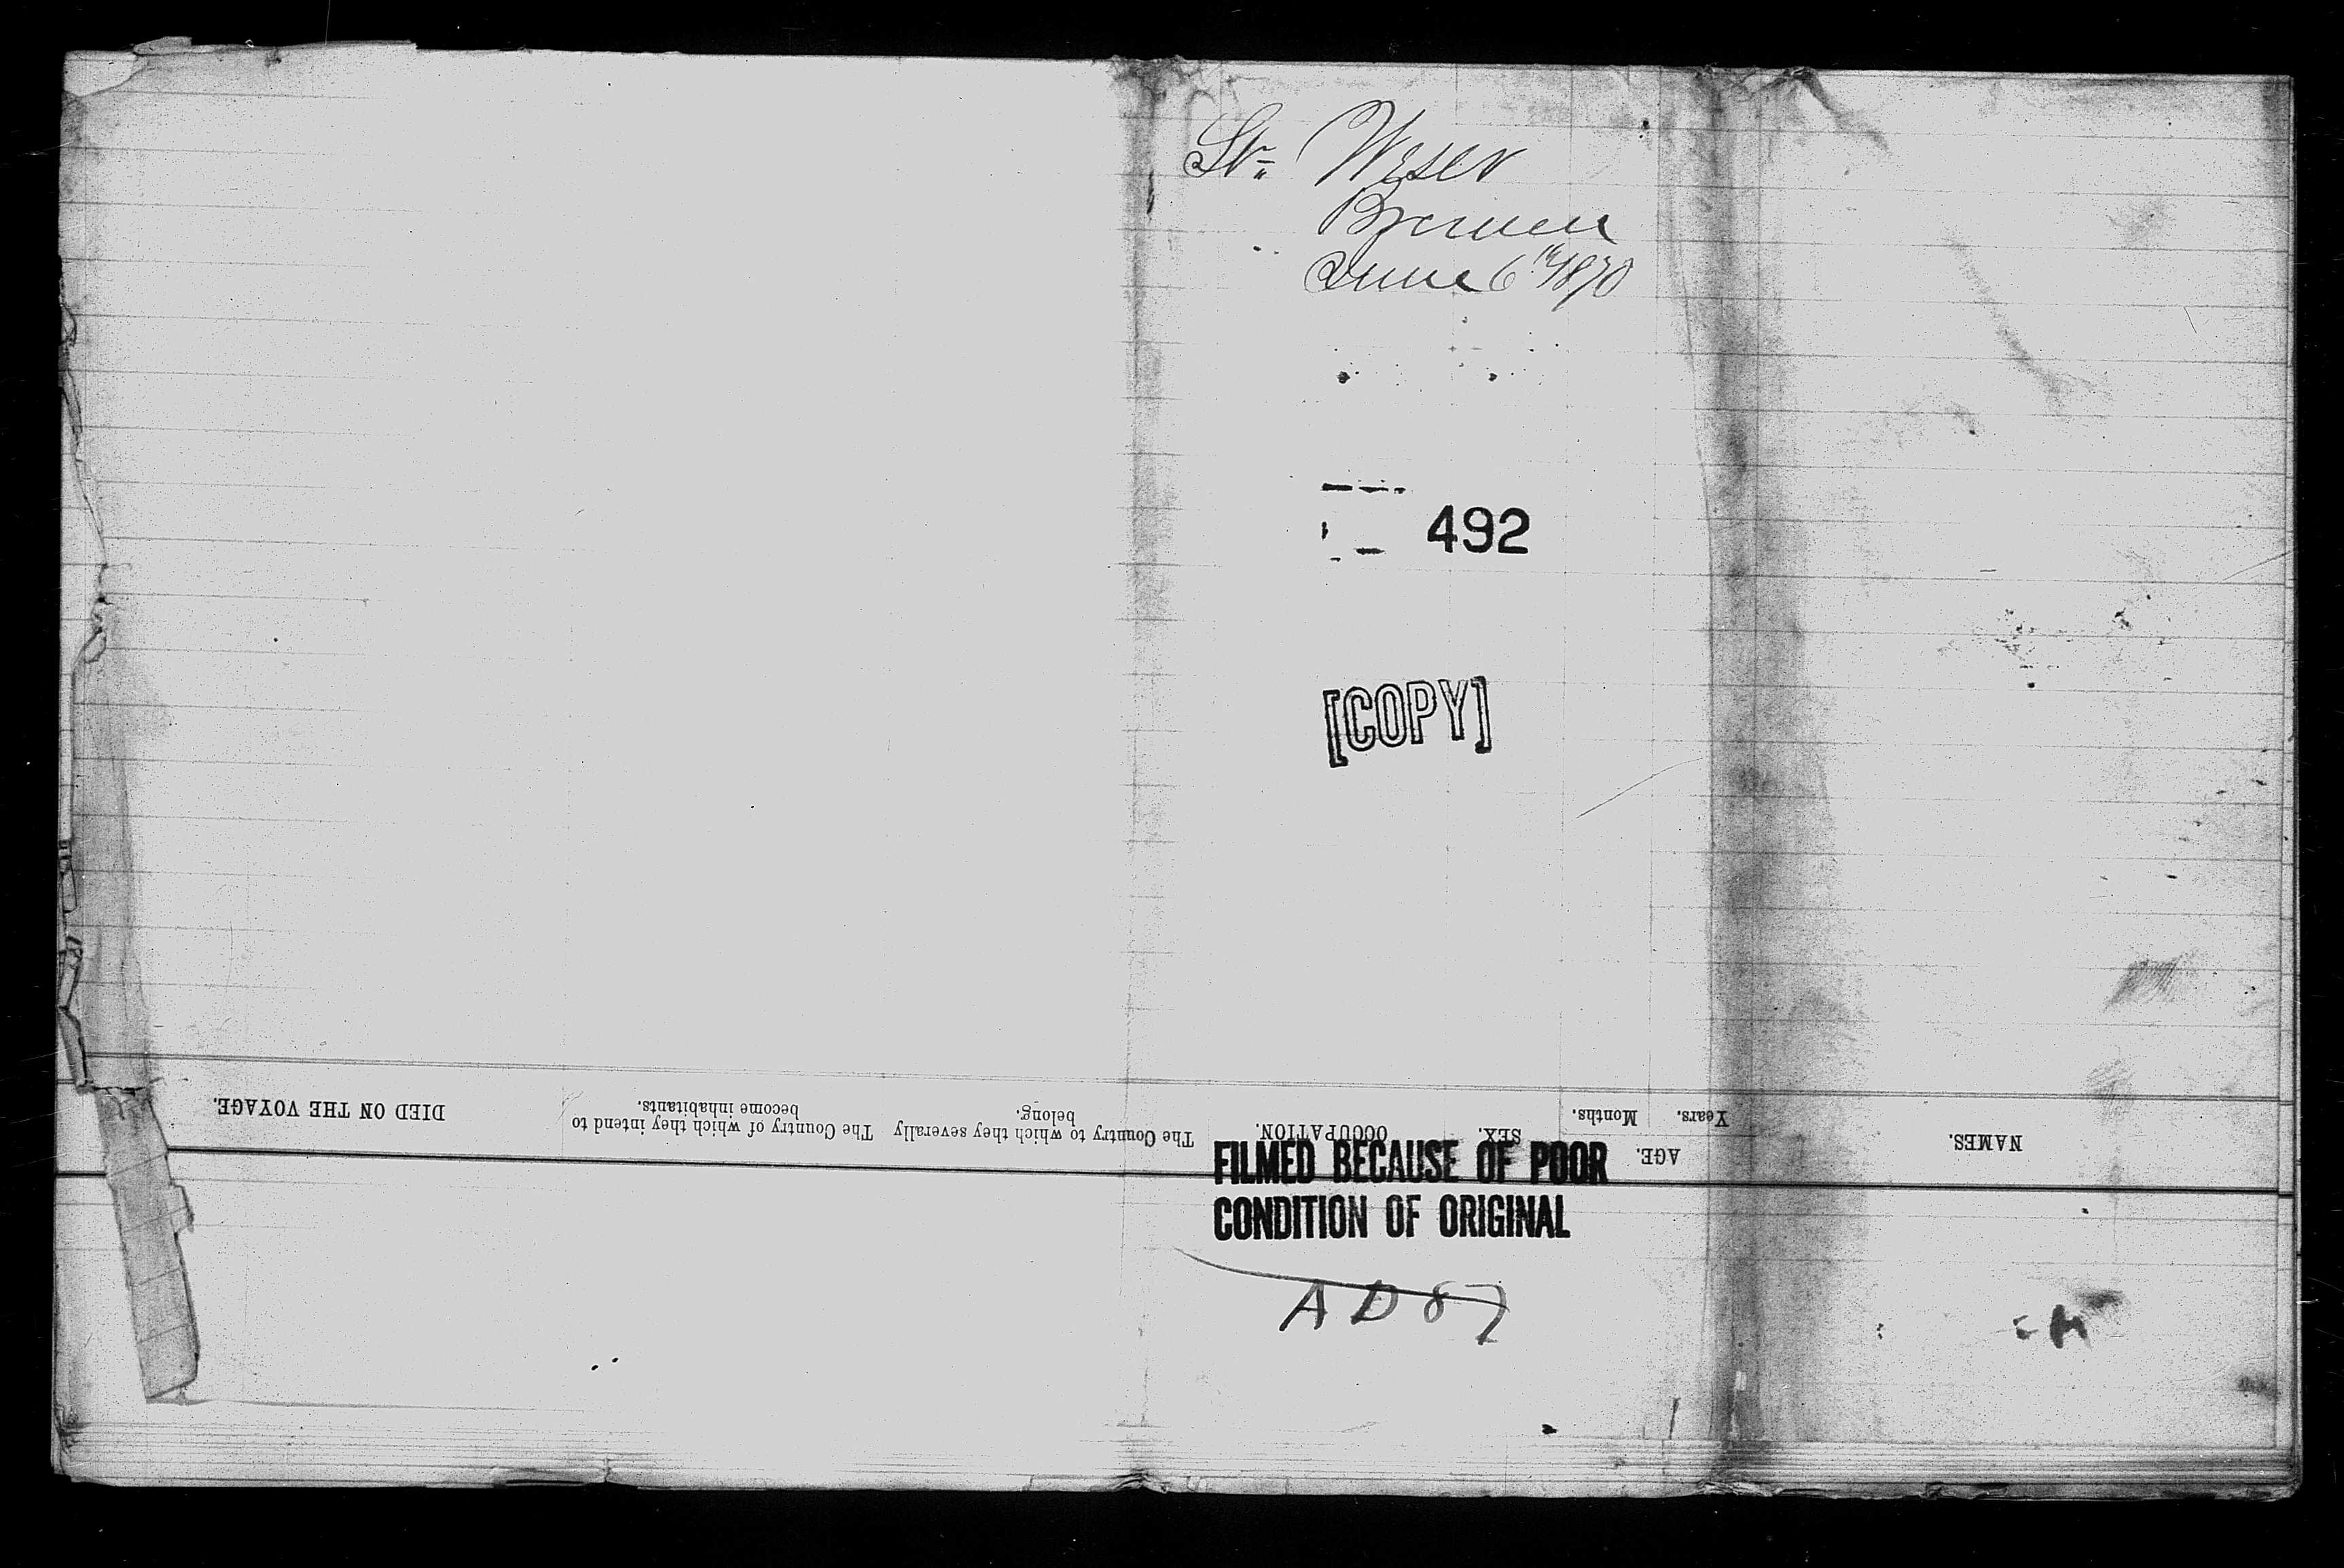 Str. Weser
Bremen
June 6th 1870
492
[COPY]
FILMED BECAUSE OF POOR
CONDITION OF ORIGINAL
AD 87
NAMES.
AGE.
Years.
Months.
SEX.
OCCUPATION.
The Country to which they severally
belong.
The Country of which they intend to
become inhabitants.
DIED ON THE VOYAGE.